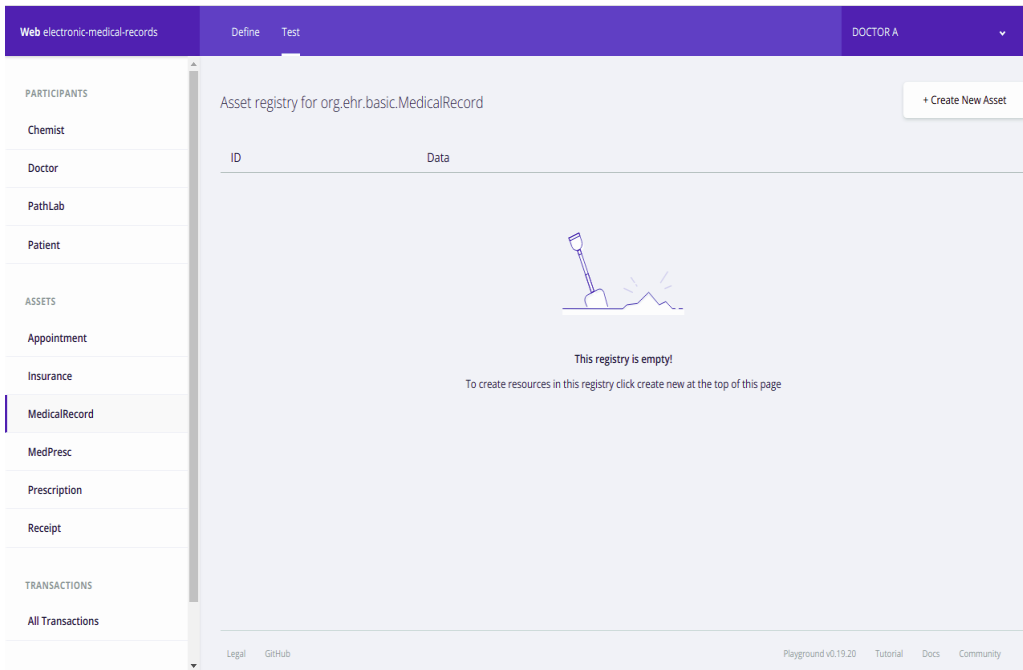 Web electronic-medical-records
Define
Test
DOCTOR A
PARTICIPANTS
Chemist
Doctor
PathLab
Patient
ASSETS
Appointment
Insurance
MedicalRecord
MedPresc
Prescription
Receipt
TRANSACTIONS
All Transactions
Asset registry for org.ehr.basic.MedicalRecord
+ Create New Asset
ID
Data
This registry is empty!
To create resources in this registry click create new at the top of this page
Legal
GitHub
Playground v0.19.20
Tutorial
Docs
Community